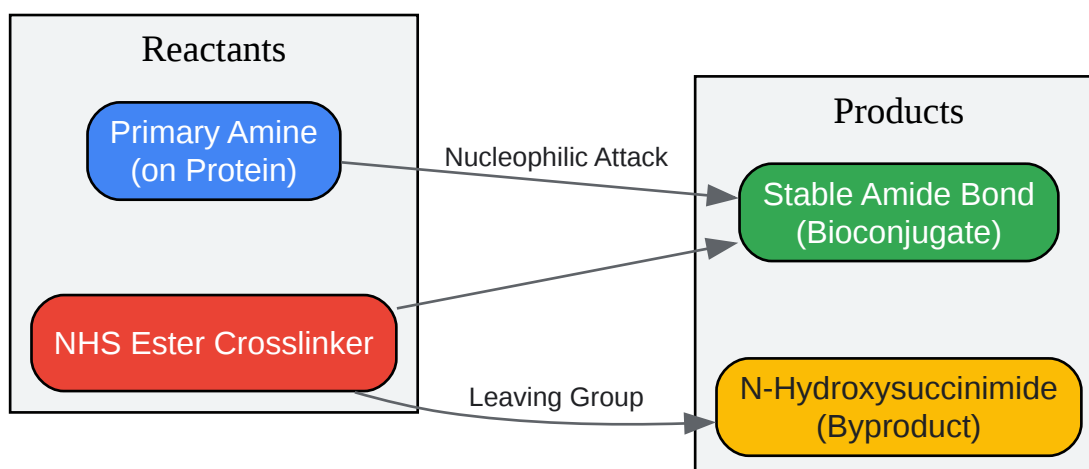 Reactants
Primary Amine
(on Protein)
NHS Ester Crosslinker
Nucleophilic Attack
Leaving Group
Products
Stable Amide Bond
(Bioconjugate)
N-Hydroxysuccinimide
(Byproduct)